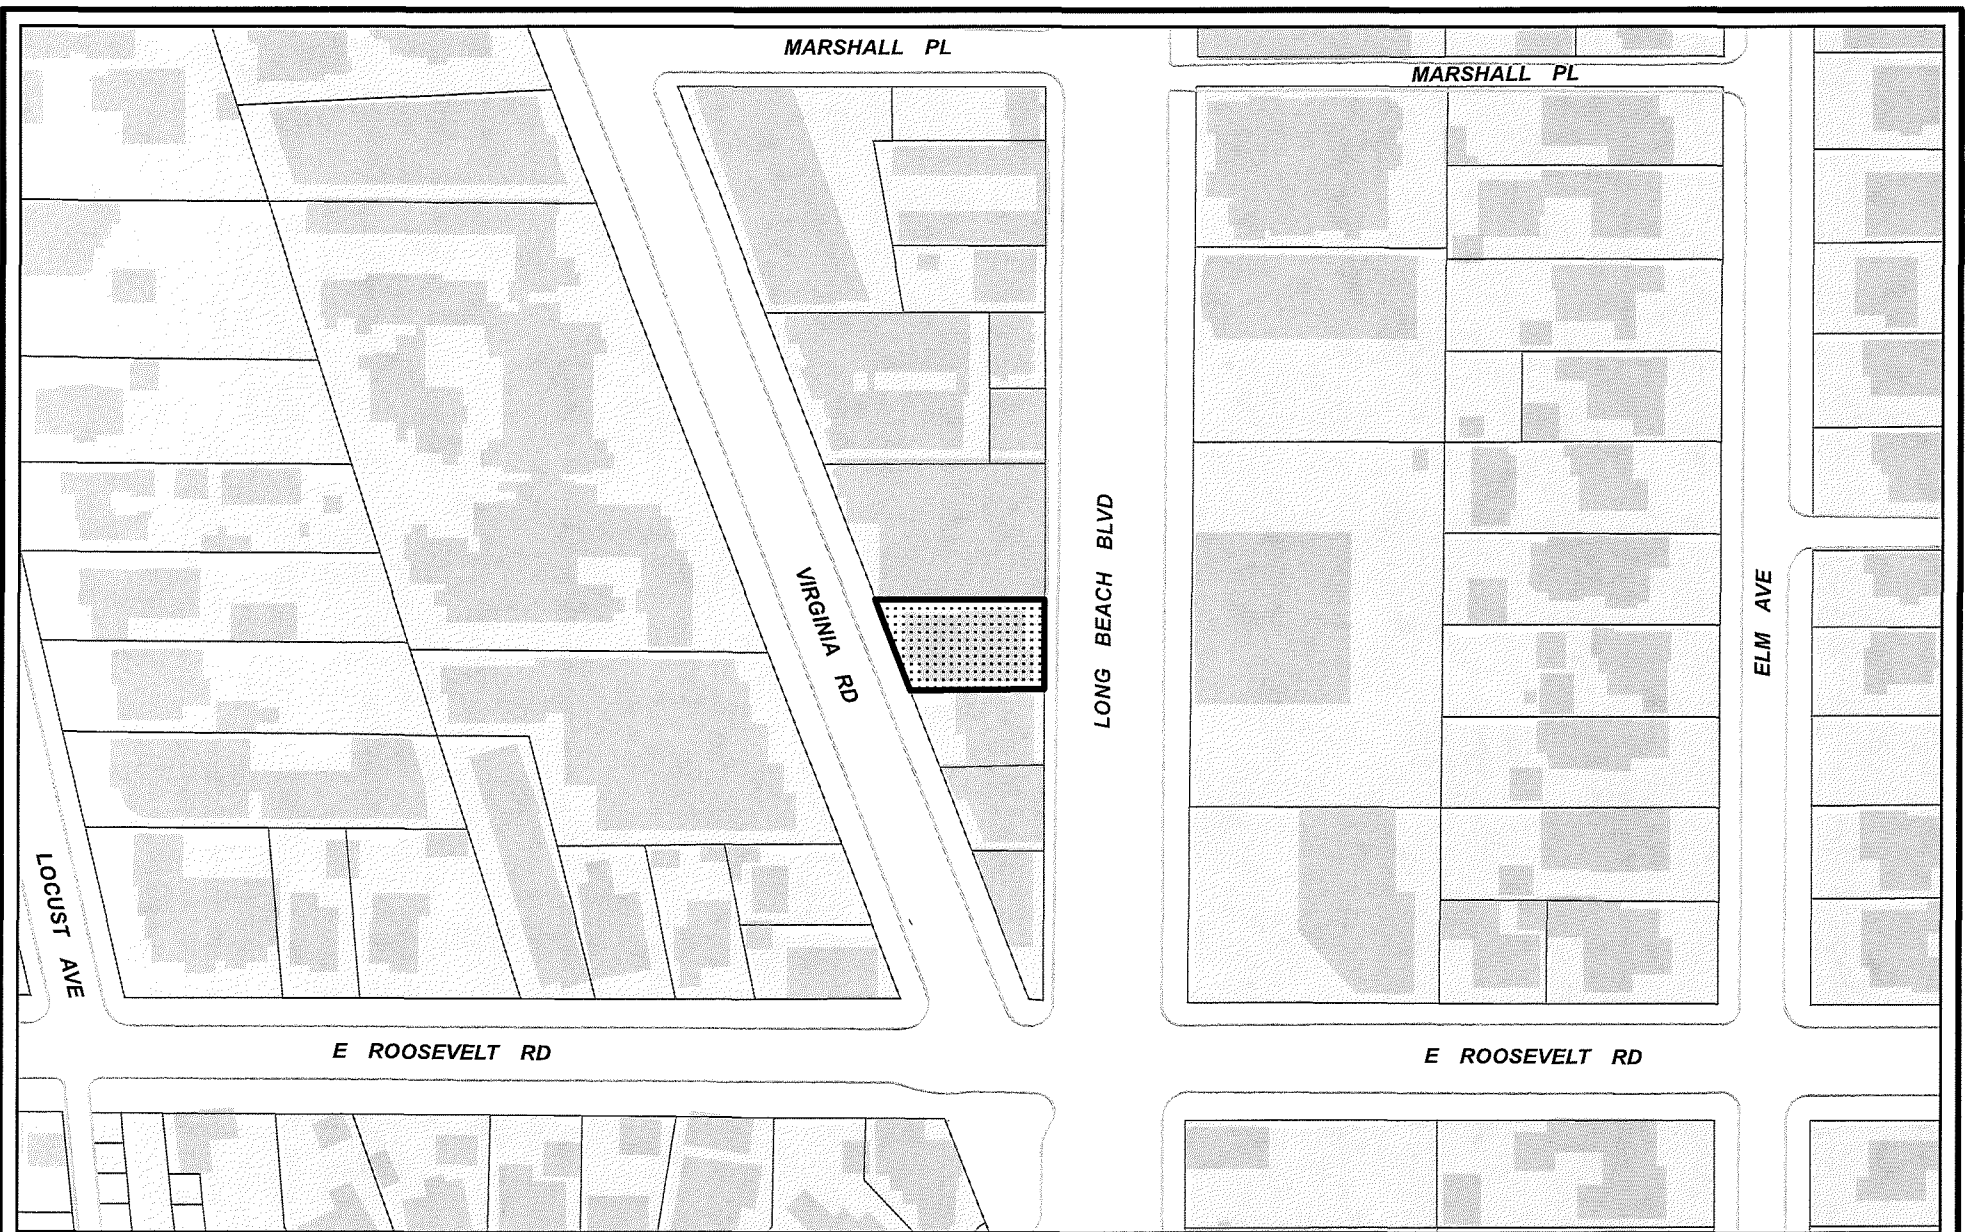 MARSHALL PL
MARSHALL PL
LONG BEACH BLVD
VIRGINIA RD
ELM AVE
LOCUST AVE
E ROOSEVELT RD
E ROOSEVELT RD